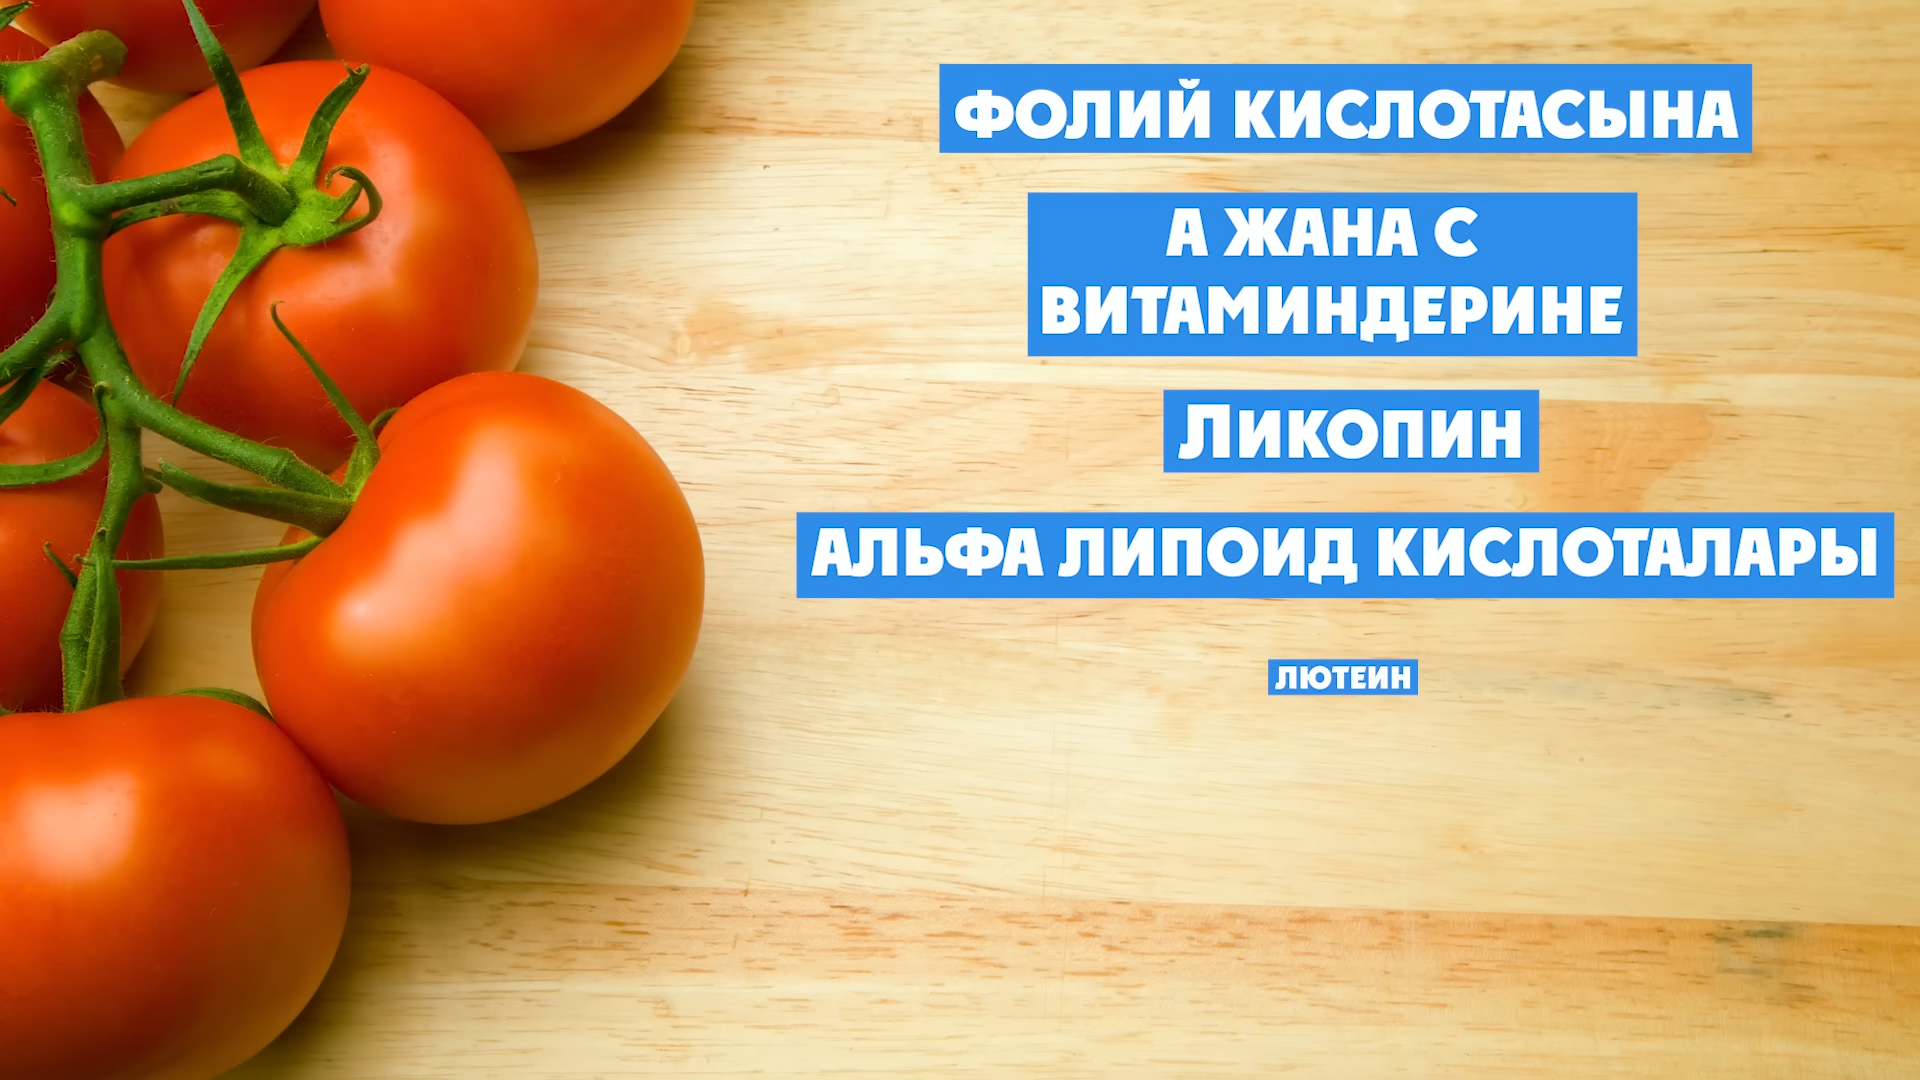 ФОЛИЙ КИСЛОТАСЫНА
А ЖАНА С
ВИТАМИНДЕРИНЕ
ЛИКОПИН
АЛЬФА ЛИПОИД КИСЛОТАЛАРЫ
ЛЮТЕИН